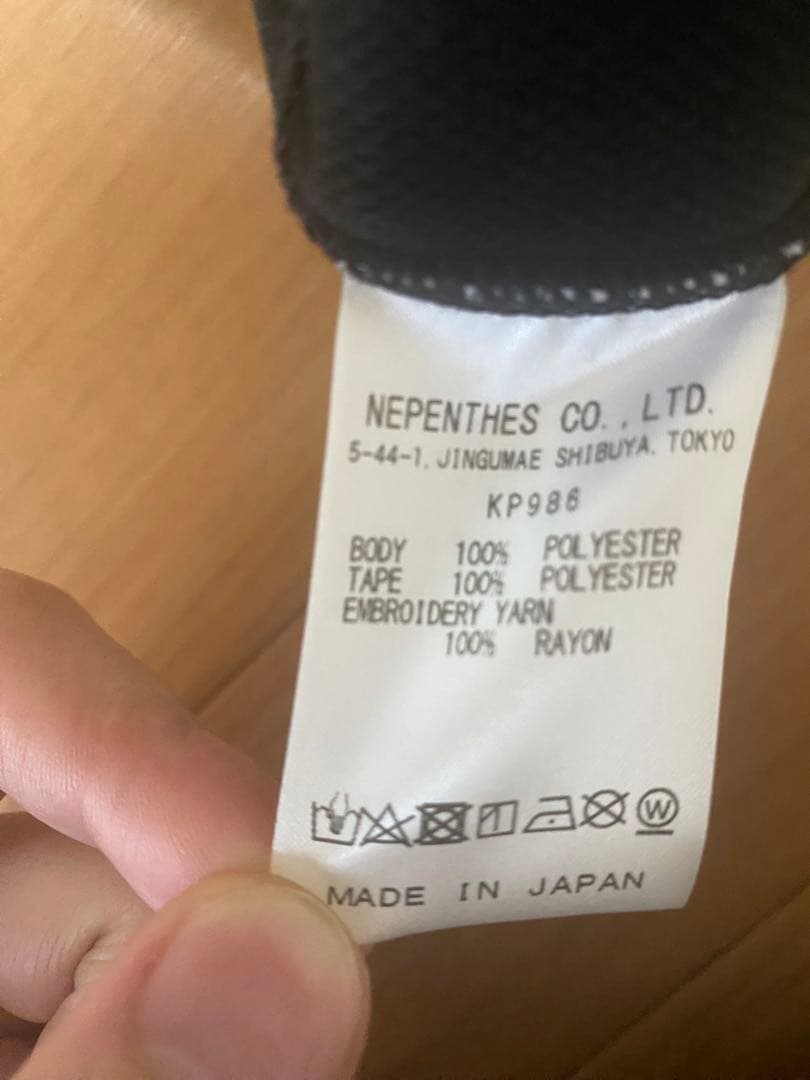 NEPENTHES CO.,LTD.
5-44-1, JINGUMAE SHIBUYA, TOKYO
KP986
BODY 100% POLYESTER
TAPE 100% POLYESTER
EMBROIDERY YARN
100% RAYON
W
MADE IN JAPAN